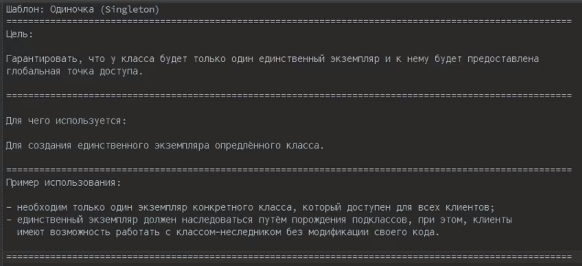 Шаблон: Одиночка (Singleton)
Цель:
Гарантировать, что у класса будет только один единственный экземпляр и к нему будет предоставлена
глобальная точка доступа.
Для чего используется:
Для создания единственного экземпляра опредлённого класса.
Пример использования:
- необходим только один экземпляр конкретного класса, который доступен для всех клиентов;
- единственный экземпляр должен наследоваться путём порождения подклассов, при этом, клиенты
имеют возможность работать с классом-неследником без модификации своего кода.